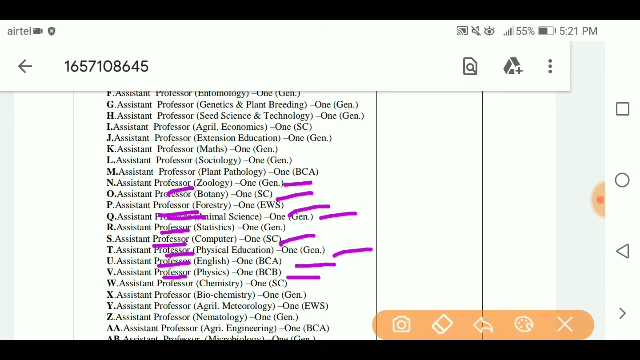 airtel 55% 5:21 PM
1657108645
F.Assistant Professor (Entomology) –One (Gen.)
G.Assistant Professor (Genetics & Plant Breeding) –One (Gen.)
H.Assistant Professor (Seed Science & Technology) –One (Gen.)
I.Assistant Professor (Agril. Economics) –One (SC)
J.Assistant Professor (Extension Education) –One (Gen.)
K.Assistant Professor (Maths) –One (Gen.)
L.Assistant Professor (Sociology) –One (Gen.)
M.Assistant Professor (Plant Pathology) –One (BCA)
N.Assistant Professor (Zoology) –One (Gen.)
O.Assistant Professor (Botany) –One (SC)
P.Assistant Professor (Forestry) –One (EWS)
Q.Assistant Professor (Animal Science) –One (Gen.)
R.Assistant Professor (Statistics) –One (Gen.)
S.Assistant Professor (Computer) –One (SC)
T.Assistant Professor (Physical Education) –One (Gen.)
U.Assistant Professor (English) –One (BCA)
V.Assistant Professor (Physics) –One (BCB)
W.Assistant Professor (Chemistry) –One (SC)
X.Assistant Professor (Bio-chemistry) –One (Gen.)
Y.Assistant Professor (Agril. Meteorology) –One (EWS)
Z.Assistant Professor (Nematology) –One (Gen.)
AA.Assistant Professor (Agri. Engineering) –One (BCA)
AB.Assistant Professor (Microbiology) –One (Gen.)